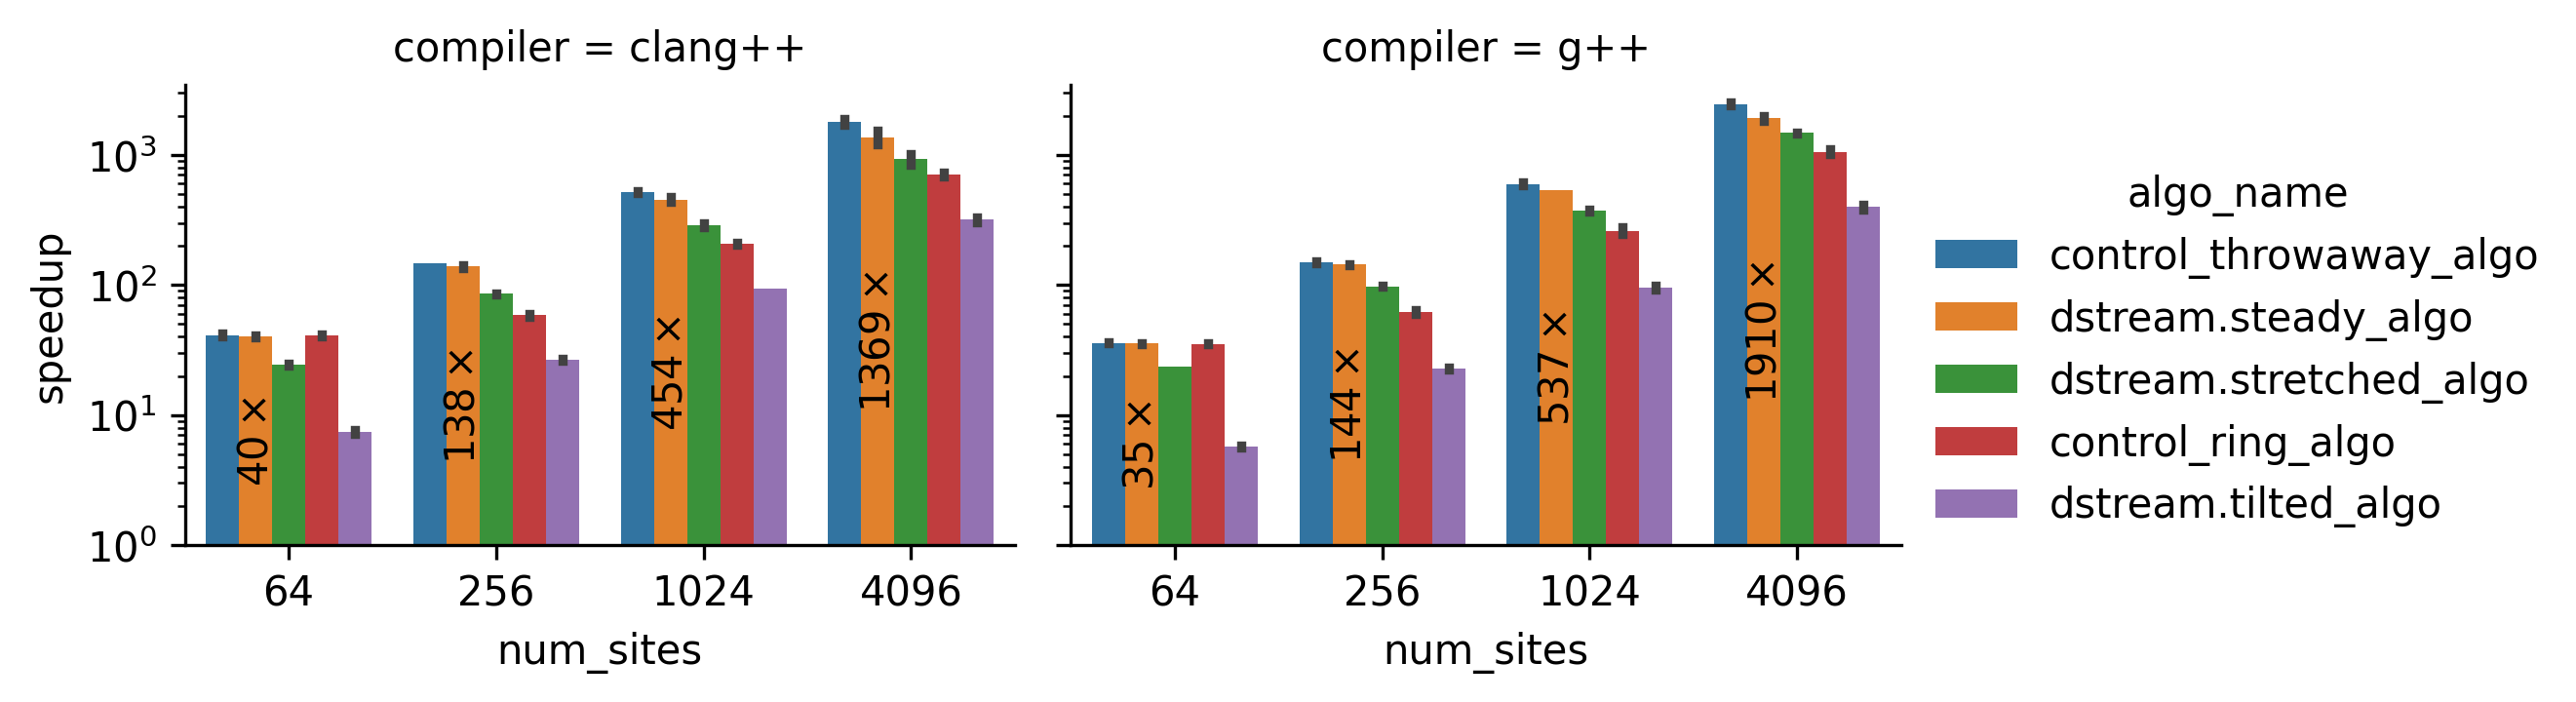 compiler = clang++
compiler = g++
speedup
10³
10²
10¹
10⁰
40×
138×
454×
1369×
35×
144×
537×
1910×
64
256
1024
4096
64
256
1024
4096
num_sites
num_sites
algo_name
control_throwaway_algo
dstream.steady_algo
dstream.stretched_algo
control_ring_algo
dstream.tilted_algo